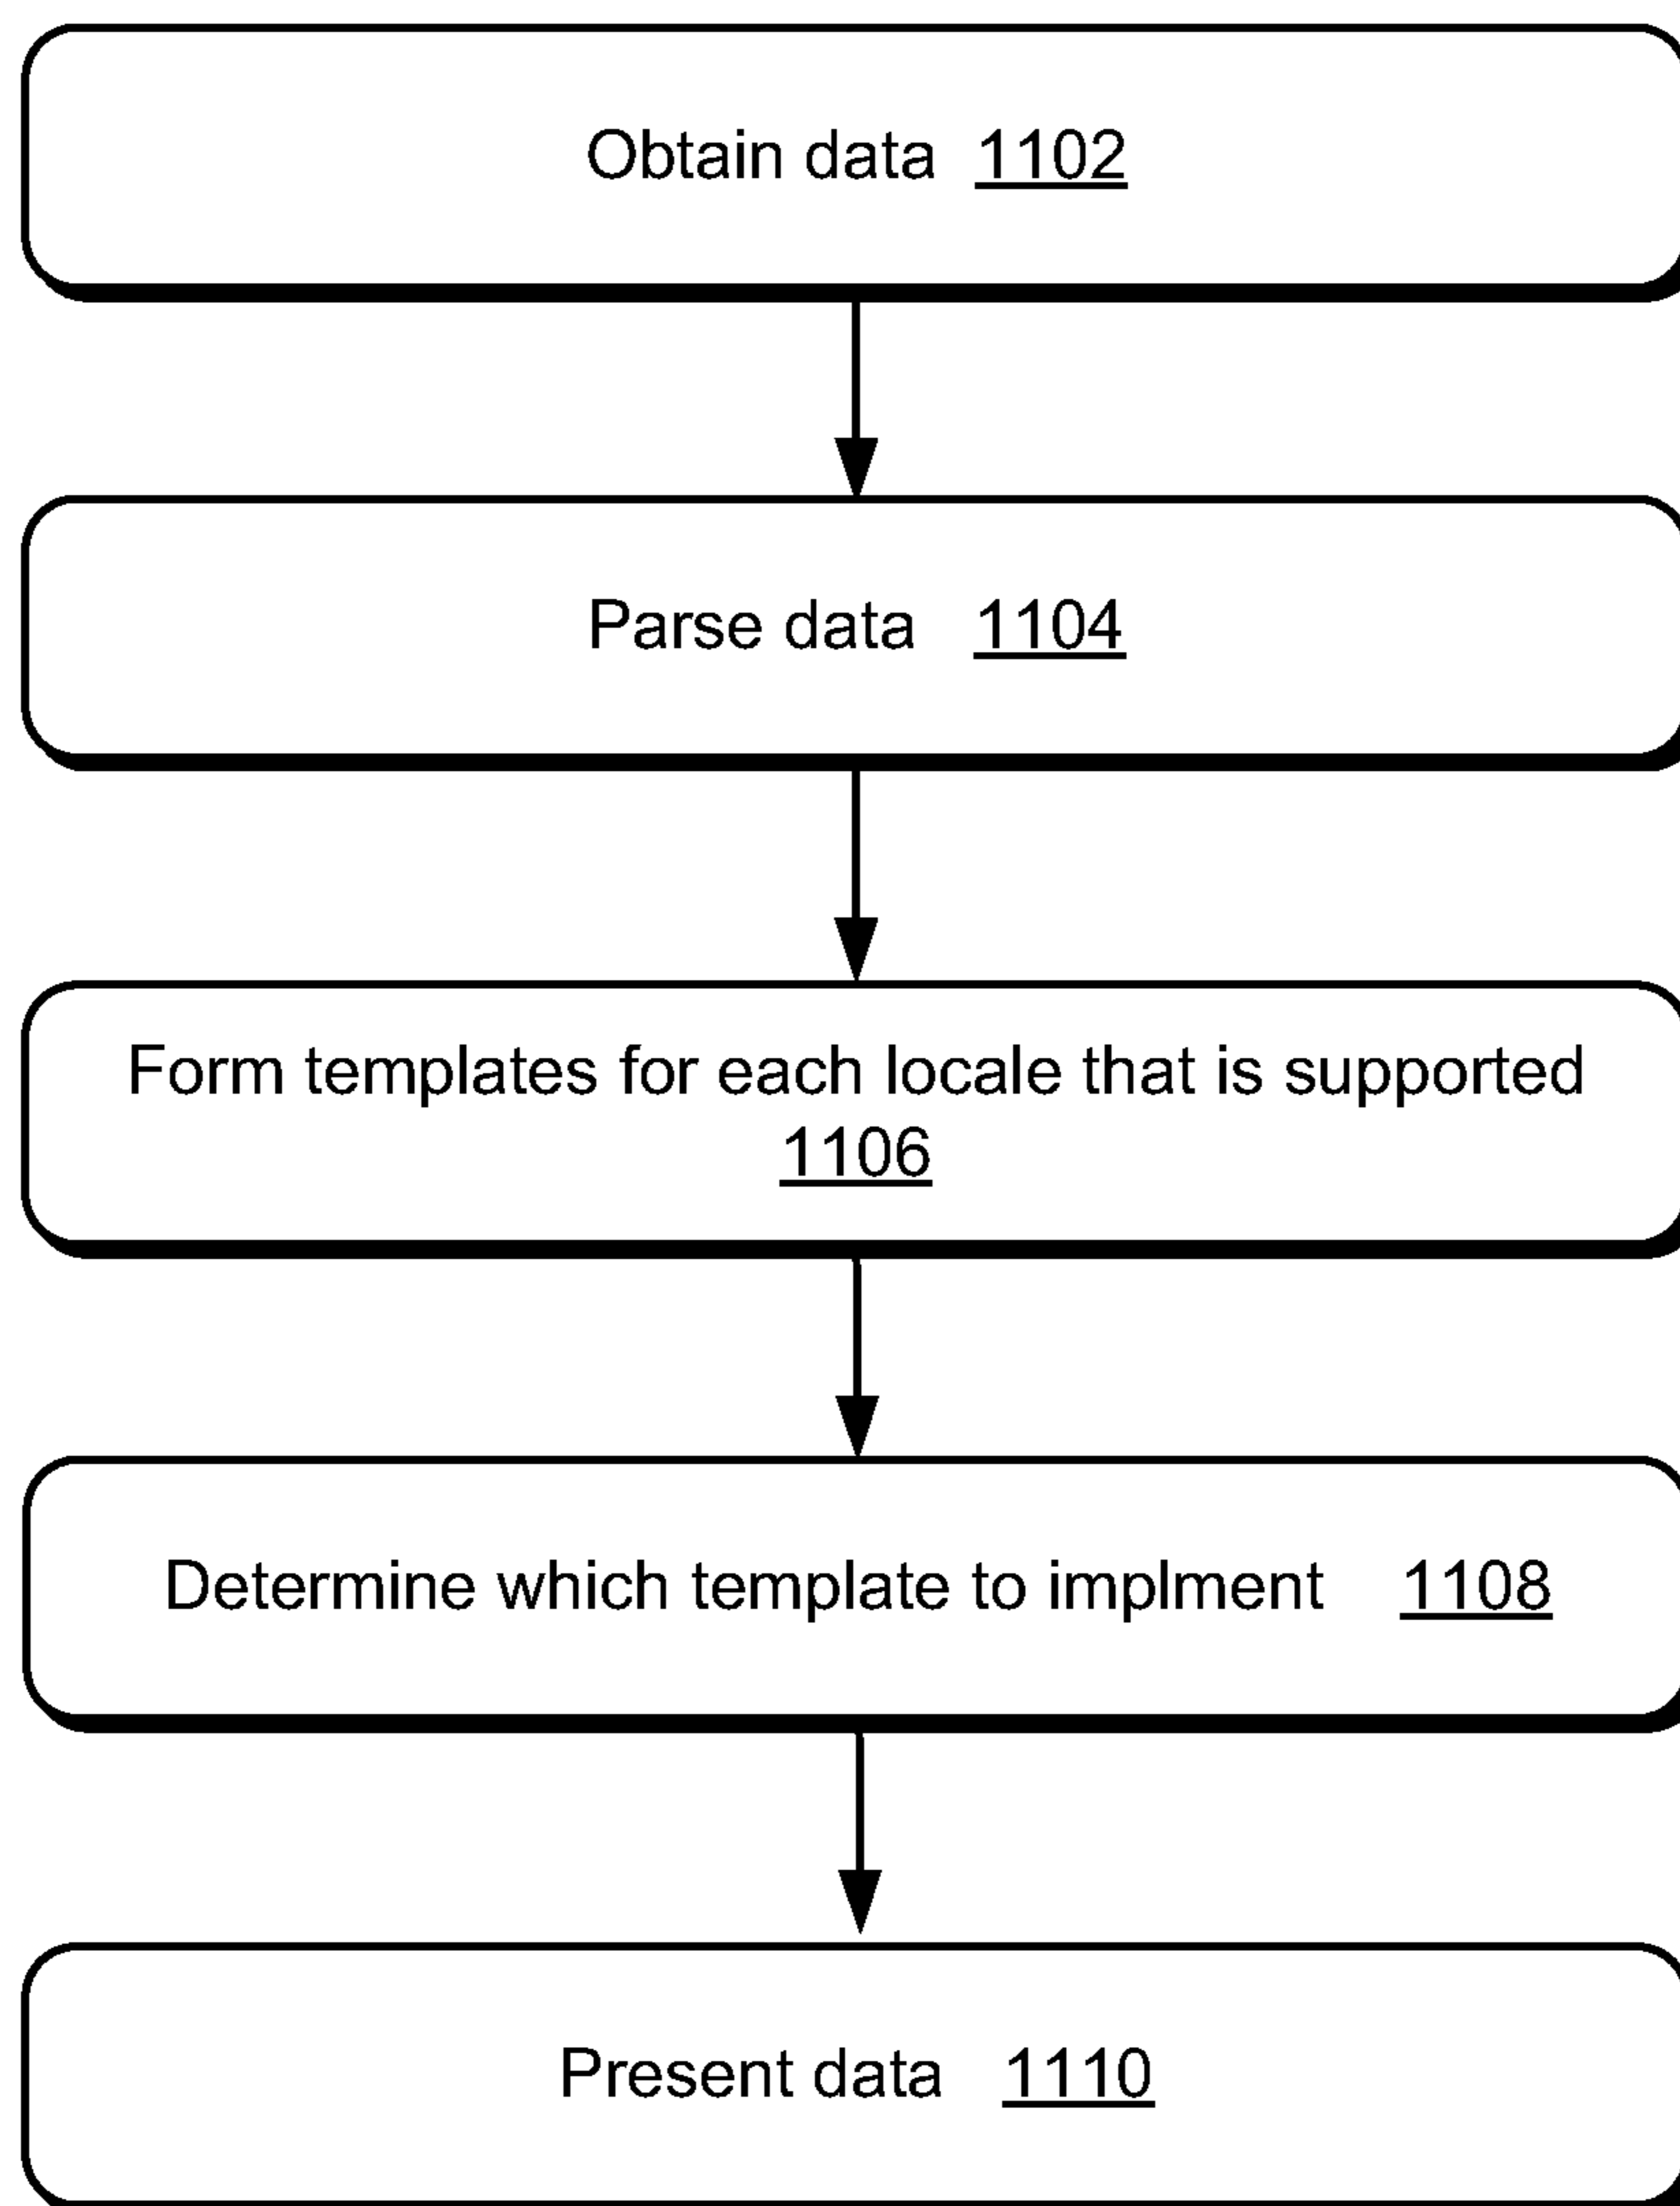 Obtain data 1102
Parse data 1104
Form templates for each locale that is supported
1106
Determine which template to implment 1108
Present data 1110